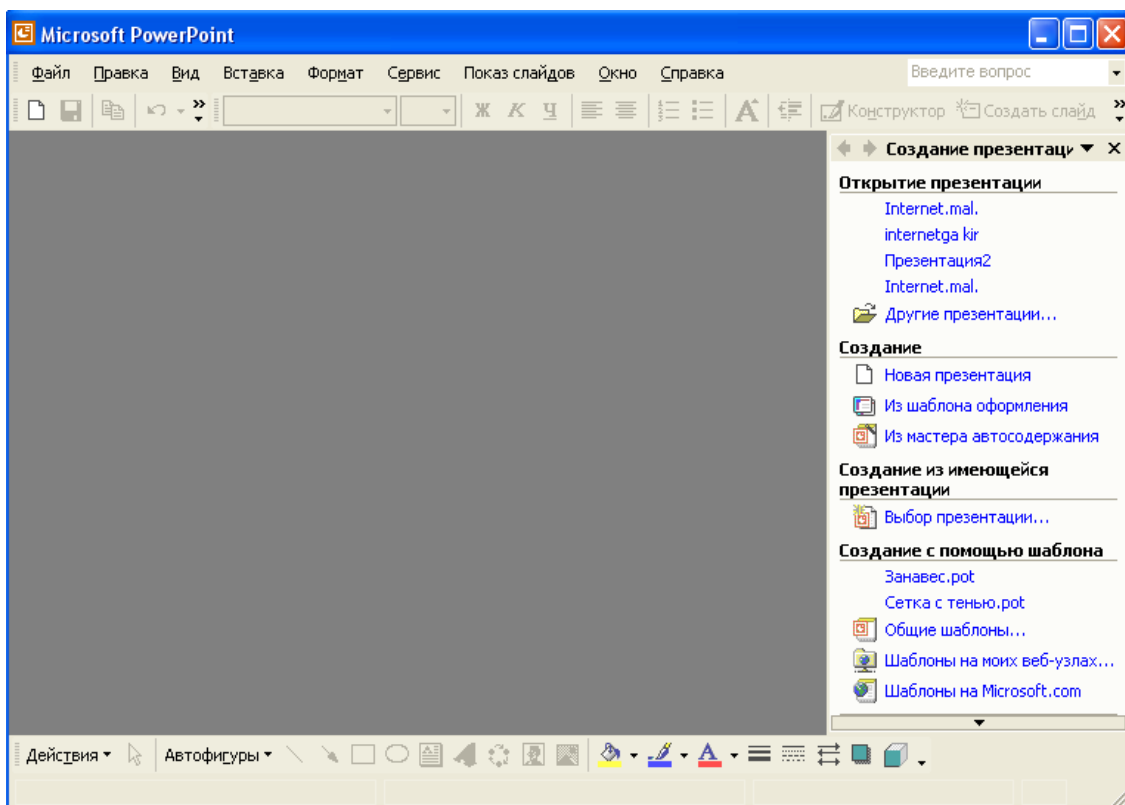 Microsoft PowerPoint
Файл Правка Вид Вставка Формат Сервис Показ слайдов Окно Справка Введите вопрос
Ж К Ч Конструктор Создать слайд
Создание презентаци
Открытие презентации
Internet.mal.
internetga kir
Презентация2
Internet.mal.
Другие презентации...
Создание
Новая презентация
Из шаблона оформления
Из мастера автосодержания
Создание из имеющейся
презентации
Выбор презентации...
Создание с помощью шаблона
Занавес.pot
Сетка с тенью.pot
Общие шаблоны...
Шаблоны на моих веб-узлах...
Шаблоны на Microsoft.com
Действия Автофигуры